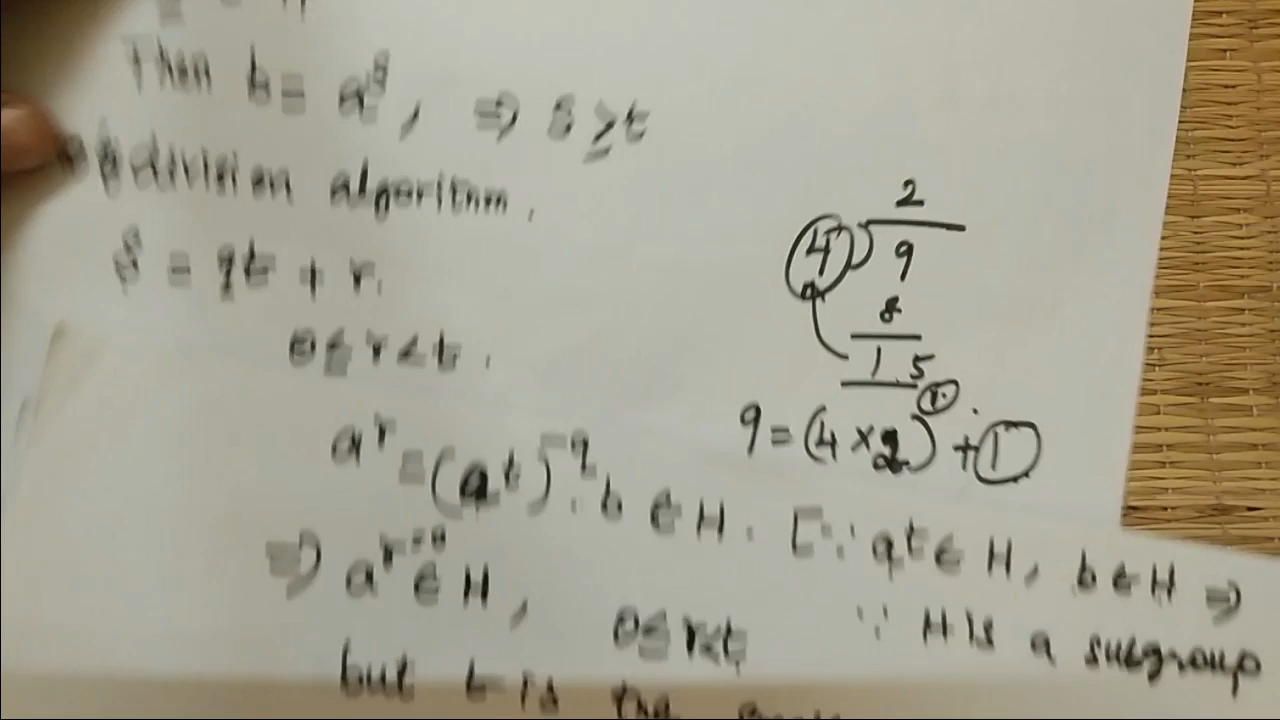 Then b = a^s, ⇒ s ≥ t
division algorithm.
s = qt + r.
0 ≤ r < t.
a^r = (a^t)^-q . b ∈ H. [∵ a^t ∈ H, b ∈ H ⇒
∵ H is a subgroup
⇒ a^r ∈ H, 0 ≤ r < t
but t is the
2
4) 9
8
1.5
9 = (4 × 2) + 1